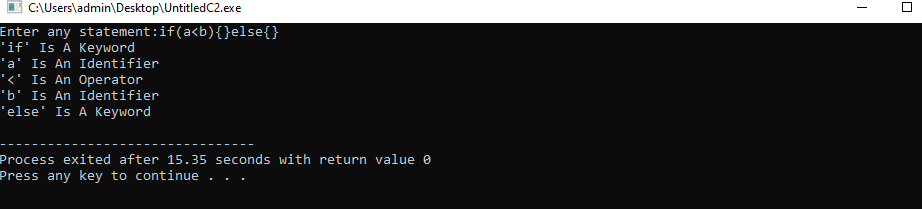 C:\Users\admin\Desktop\UntitledC2.exe
Enter any statement:if(a<b){}else{}
'if' Is A Keyword
'a' Is An Identifier
'<' Is An Operator
'b' Is An Identifier
'else' Is A Keyword
--------------------------------
Process exited after 15.35 seconds with return value 0
Press any key to continue . . .